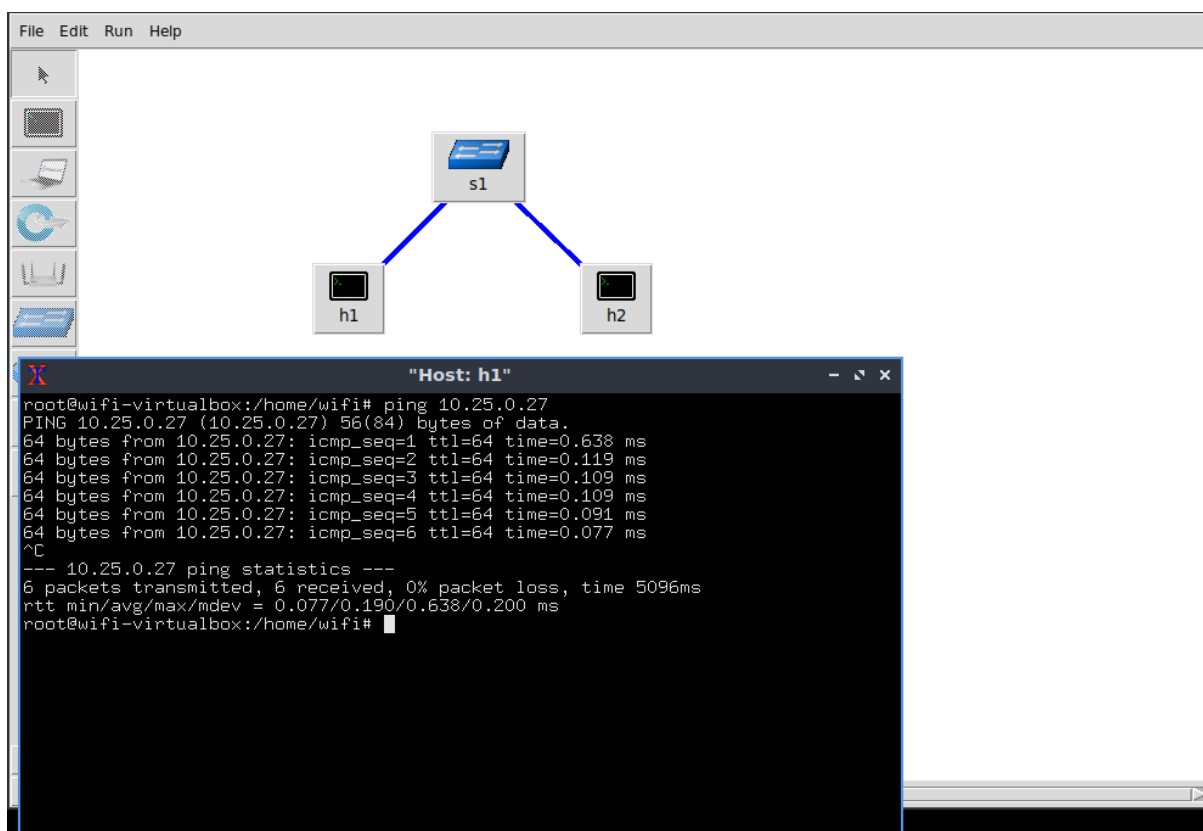 File Edit Run Help
s1
h1
h2
"Host: h1"
root@wifi-virtualbox:/home/wifi# ping 10.25.0.27
PING 10.25.0.27 (10.25.0.27) 56(84) bytes of data.
64 bytes from 10.25.0.27: icmp_seq=1 ttl=64 time=0.638 ms
64 bytes from 10.25.0.27: icmp_seq=2 ttl=64 time=0.119 ms
64 bytes from 10.25.0.27: icmp_seq=3 ttl=64 time=0.109 ms
64 bytes from 10.25.0.27: icmp_seq=4 ttl=64 time=0.109 ms
64 bytes from 10.25.0.27: icmp_seq=5 ttl=64 time=0.091 ms
64 bytes from 10.25.0.27: icmp_seq=6 ttl=64 time=0.077 ms
^C
--- 10.25.0.27 ping statistics ---
6 packets transmitted, 6 received, 0% packet loss, time 5096ms
rtt min/avg/max/mdev = 0.077/0.190/0.638/0.200 ms
root@wifi-virtualbox:/home/wifi#